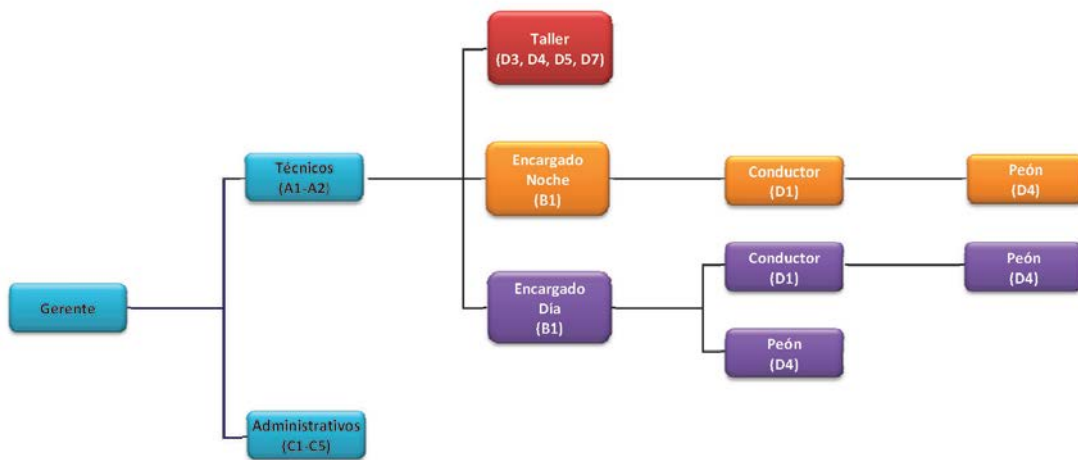 Taller
(D3, D4, D5, D7)
Técnicos
(A1-A2)
Encargado
Noche
(B1)
Conductor
(D1)
Peón
(D4)
Conductor
(D1)
Peón
(D4)
Gerente
Encargado
Día
(B1)
Peón
(D4)
Administrativos
(C1-C5)